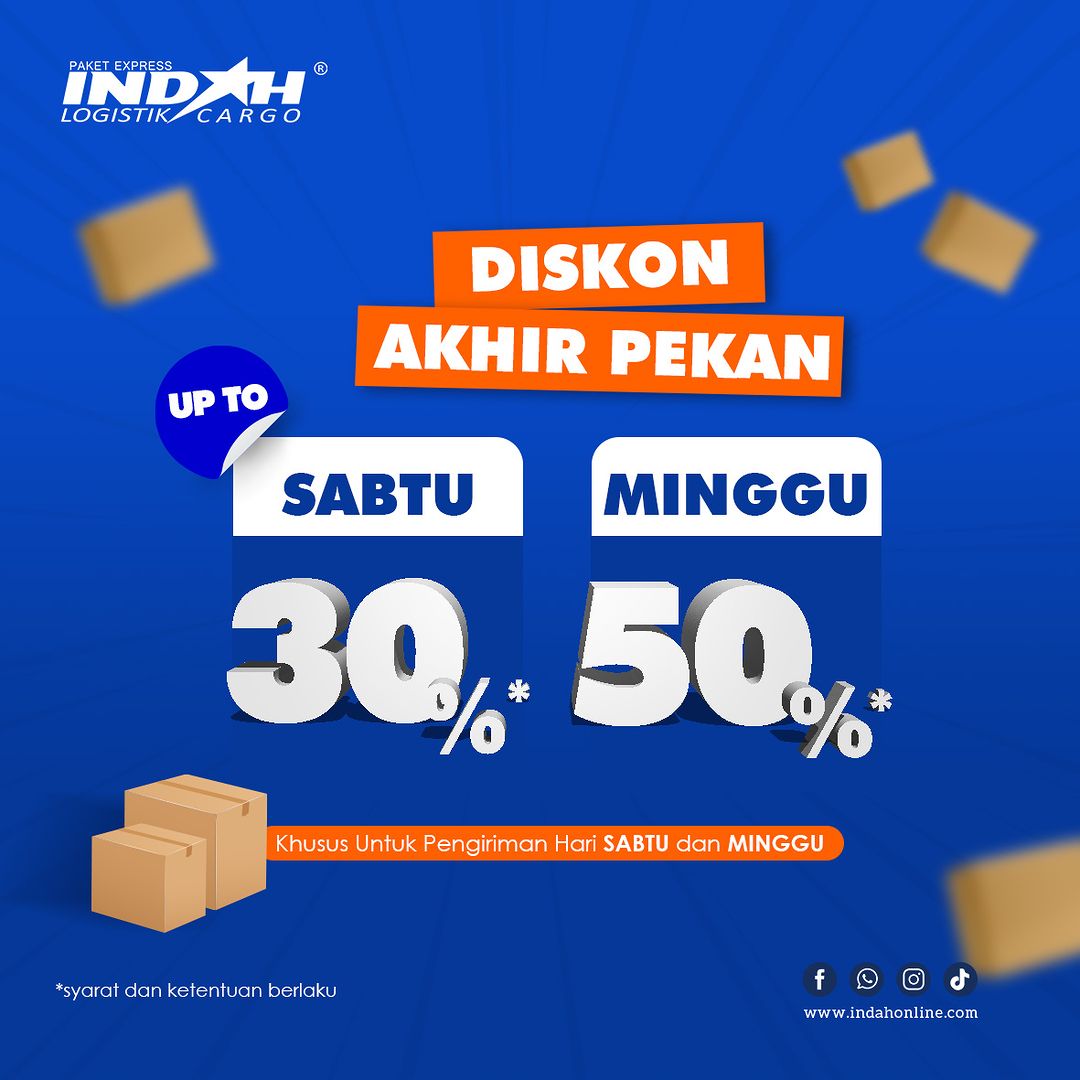 PAKET EXPRESS
INDAH ®
LOGISTIK CARGO
DISKON
AKHIR PEKAN
UP TO
SABTU
30%*
MINGGU
50%*
Khusus Untuk Pengiriman Hari SABTU dan MINGGU
*syarat dan ketentuan berlaku
www.indahonline.com